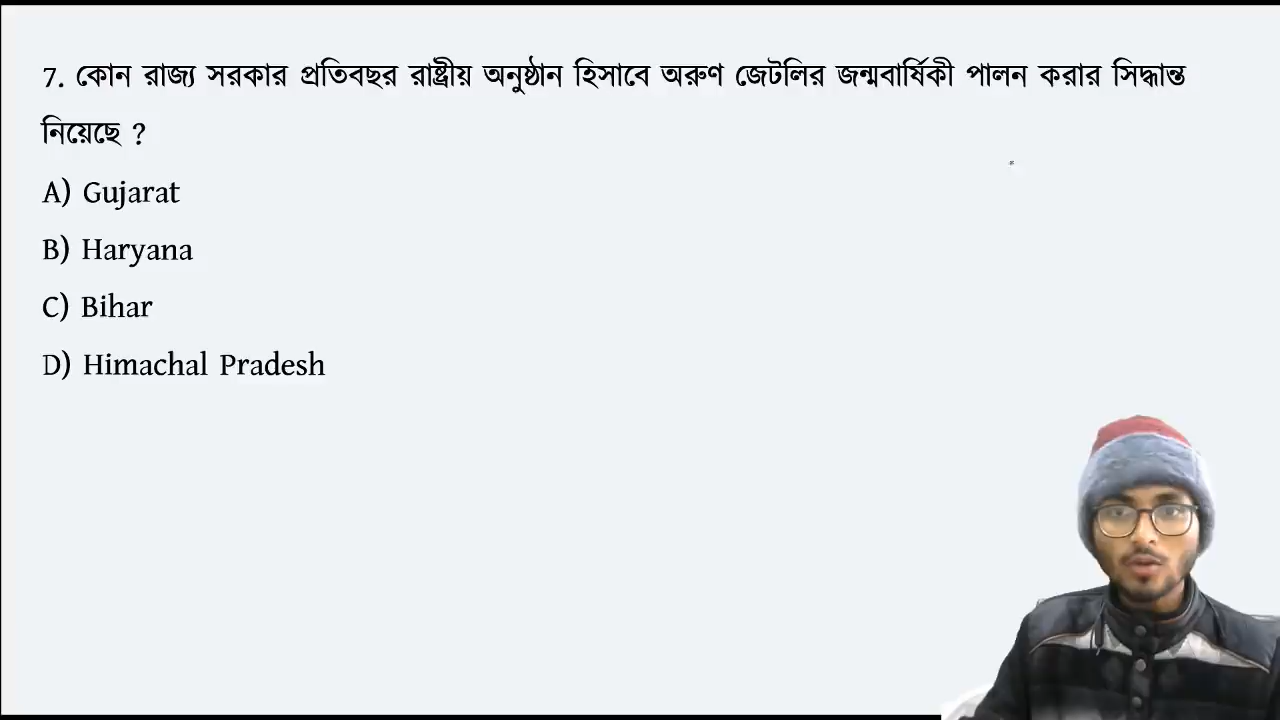 7. কোন রাজ্য সরকার প্রতিবছর রাষ্ট্রীয় অনুষ্ঠান হিসাবে অরুণ জেটলির জন্মবার্ষিকী পালন করার সিদ্ধান্ত
নিয়েছে ?
A) Gujarat
B) Haryana
C) Bihar
D) Himachal Pradesh